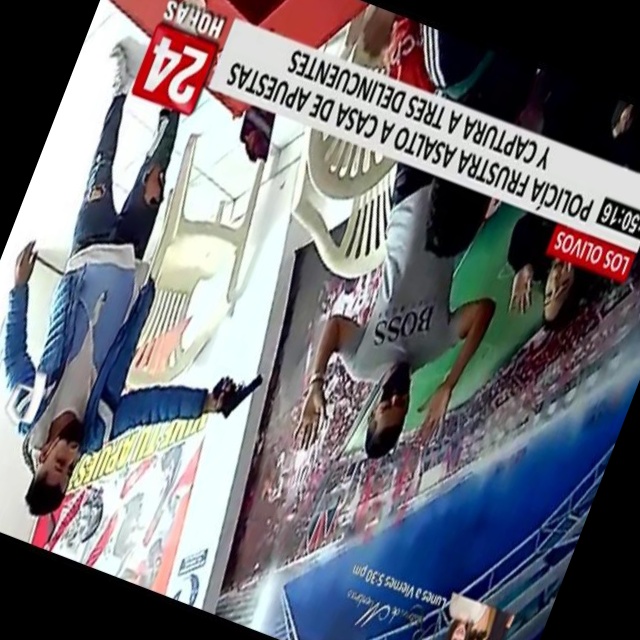 Lunes a Viernes 5:30 pm
BOSS
LOS OLIVOS
POLICÍA FRUSTRA ASALTO A CASA DE APUESTAS
Y CAPTURA A TRES DELINCUENTES
24
HORAS